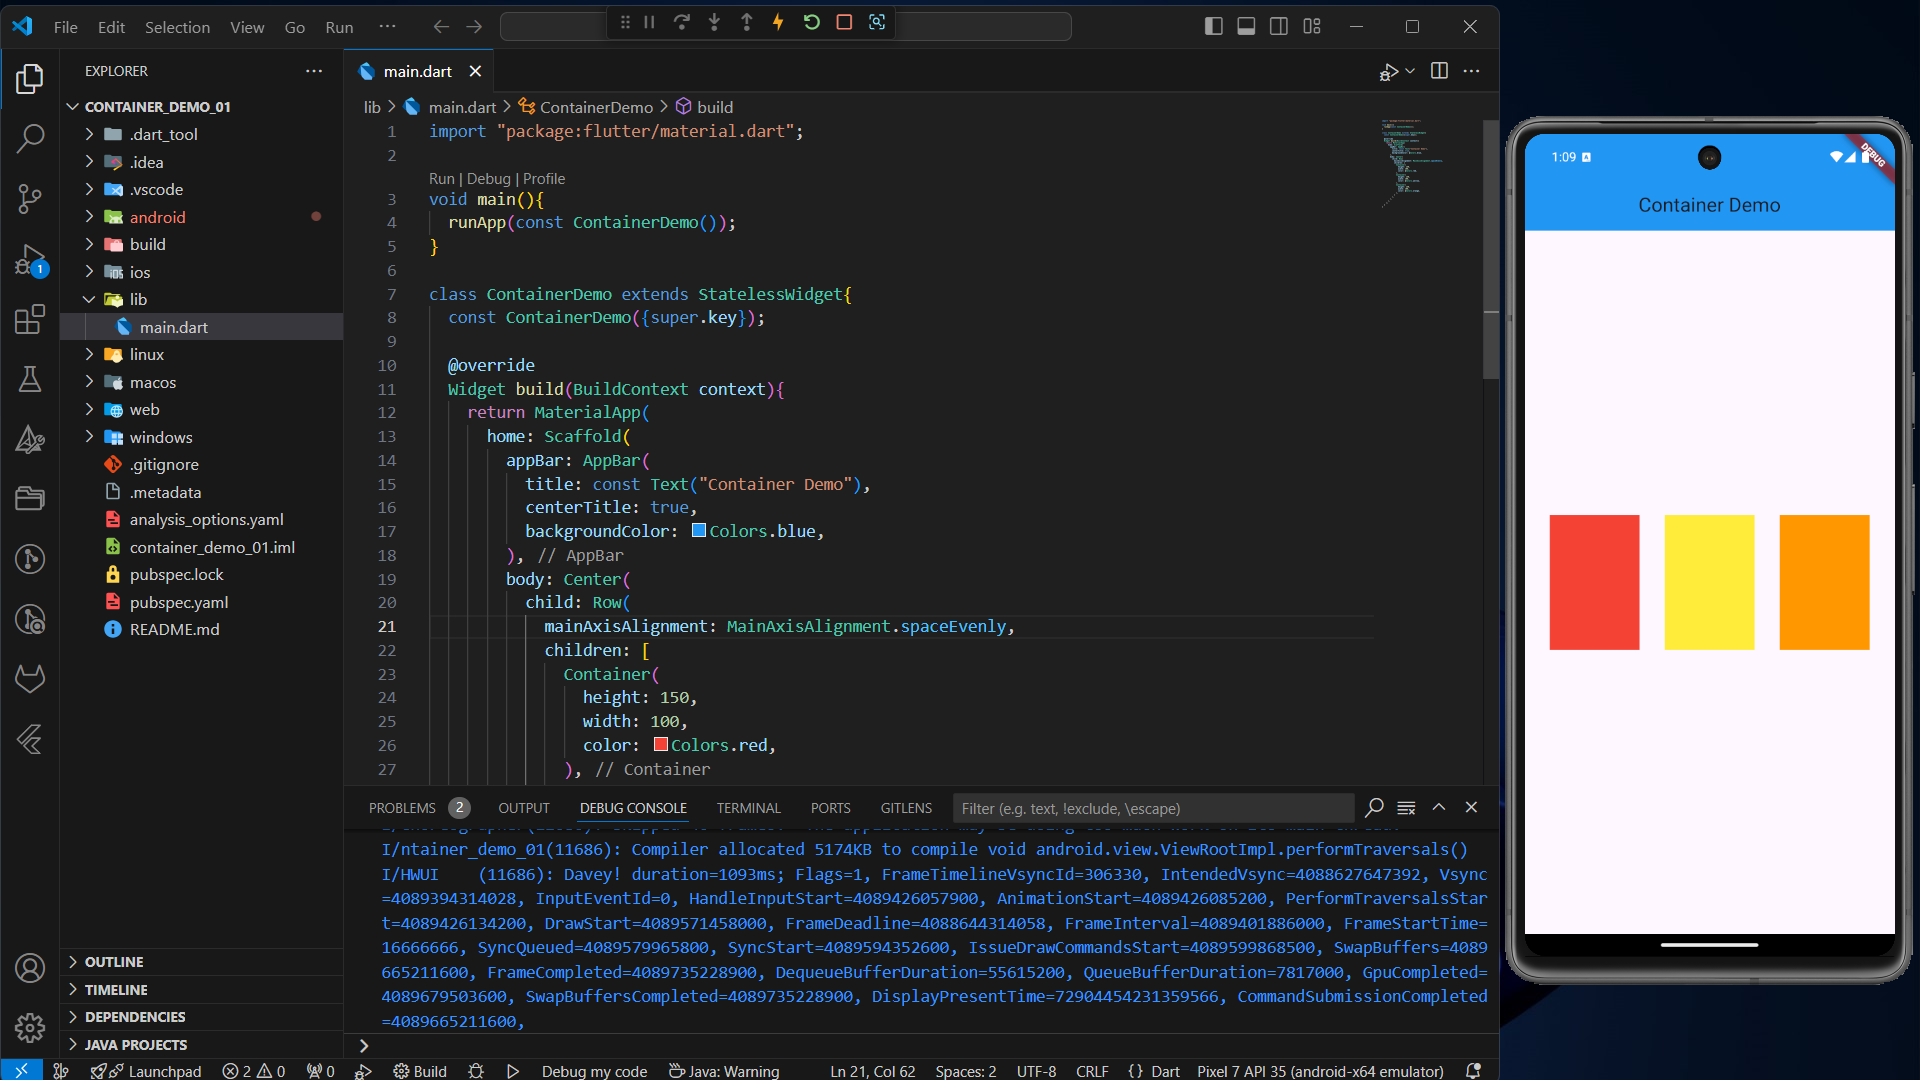 File Edit Selection View Go Run ···
EXPLORER
CONTAINER_DEMO_01
.dart_tool
.idea
.vscode
android
build
ios
lib
main.dart
linux
macos
web
windows
.gitignore
.metadata
analysis_options.yaml
container_demo_01.iml
pubspec.lock
pubspec.yaml
README.md
OUTLINE
TIMELINE
DEPENDENCIES
JAVA PROJECTS
1
main.dart
lib > main.dart > ContainerDemo > build
1 import "package:flutter/material.dart";
2
Run | Debug | Profile
3 void main(){
4 runApp(const ContainerDemo());
5 }
6
7 class ContainerDemo extends StatelessWidget{
8 const ContainerDemo({super.key});
9
10 @override
11 Widget build(BuildContext context){
12 return MaterialApp(
13 home: Scaffold(
14 appBar: AppBar(
15 title: const Text("Container Demo"),
16 centerTitle: true,
17 backgroundColor: Colors.blue,
18 ), // AppBar
19 body: Center(
20 child: Row(
21 mainAxisAlignment: MainAxisAlignment.spaceEvenly,
22 children: [
23 Container(
24 height: 150,
25 width: 100,
26 color: Colors.red,
27 ), // Container
PROBLEMS 2 OUTPUT DEBUG CONSOLE TERMINAL PORTS GITLENS Filter (e.g. text, !exclude, \escape)
I/ntainer_demo_01(11686): Compiler allocated 5174KB to compile void android.view.ViewRootImpl.performTraversals()
I/HWUI (11686): Davey! duration=1093ms; Flags=1, FrameTimelineVsyncId=306330, IntendedVsync=4088627647392, Vsync
=4089394314028, InputEventId=0, HandleInputStart=4089426057900, AnimationStart=4089426085200, PerformTraversalsStar
t=4089426134200, DrawStart=4089571458000, FrameDeadline=4088644314058, FrameInterval=4089401886000, FrameStartTime=
16666666, SyncQueued=4089579965800, SyncStart=4089594352600, IssueDrawCommandsStart=4089599868500, SwapBuffers=4089
665211600, FrameCompleted=4089735228900, DequeueBufferDuration=55615200, QueueBufferDuration=7817000, GpuCompleted=
4089679503600, SwapBuffersCompleted=4089735228900, DisplayPresentTime=72904454231359566, CommandSubmissionCompleted
=4089665211600,
Launchpad 2 0 0 Build Debug my code Java: Warning Ln 21, Col 62 Spaces: 2 UTF-8 CRLF {} Dart Pixel 7 API 35 (android-x64 emulator)
1:09 A
DEBUG
Container Demo